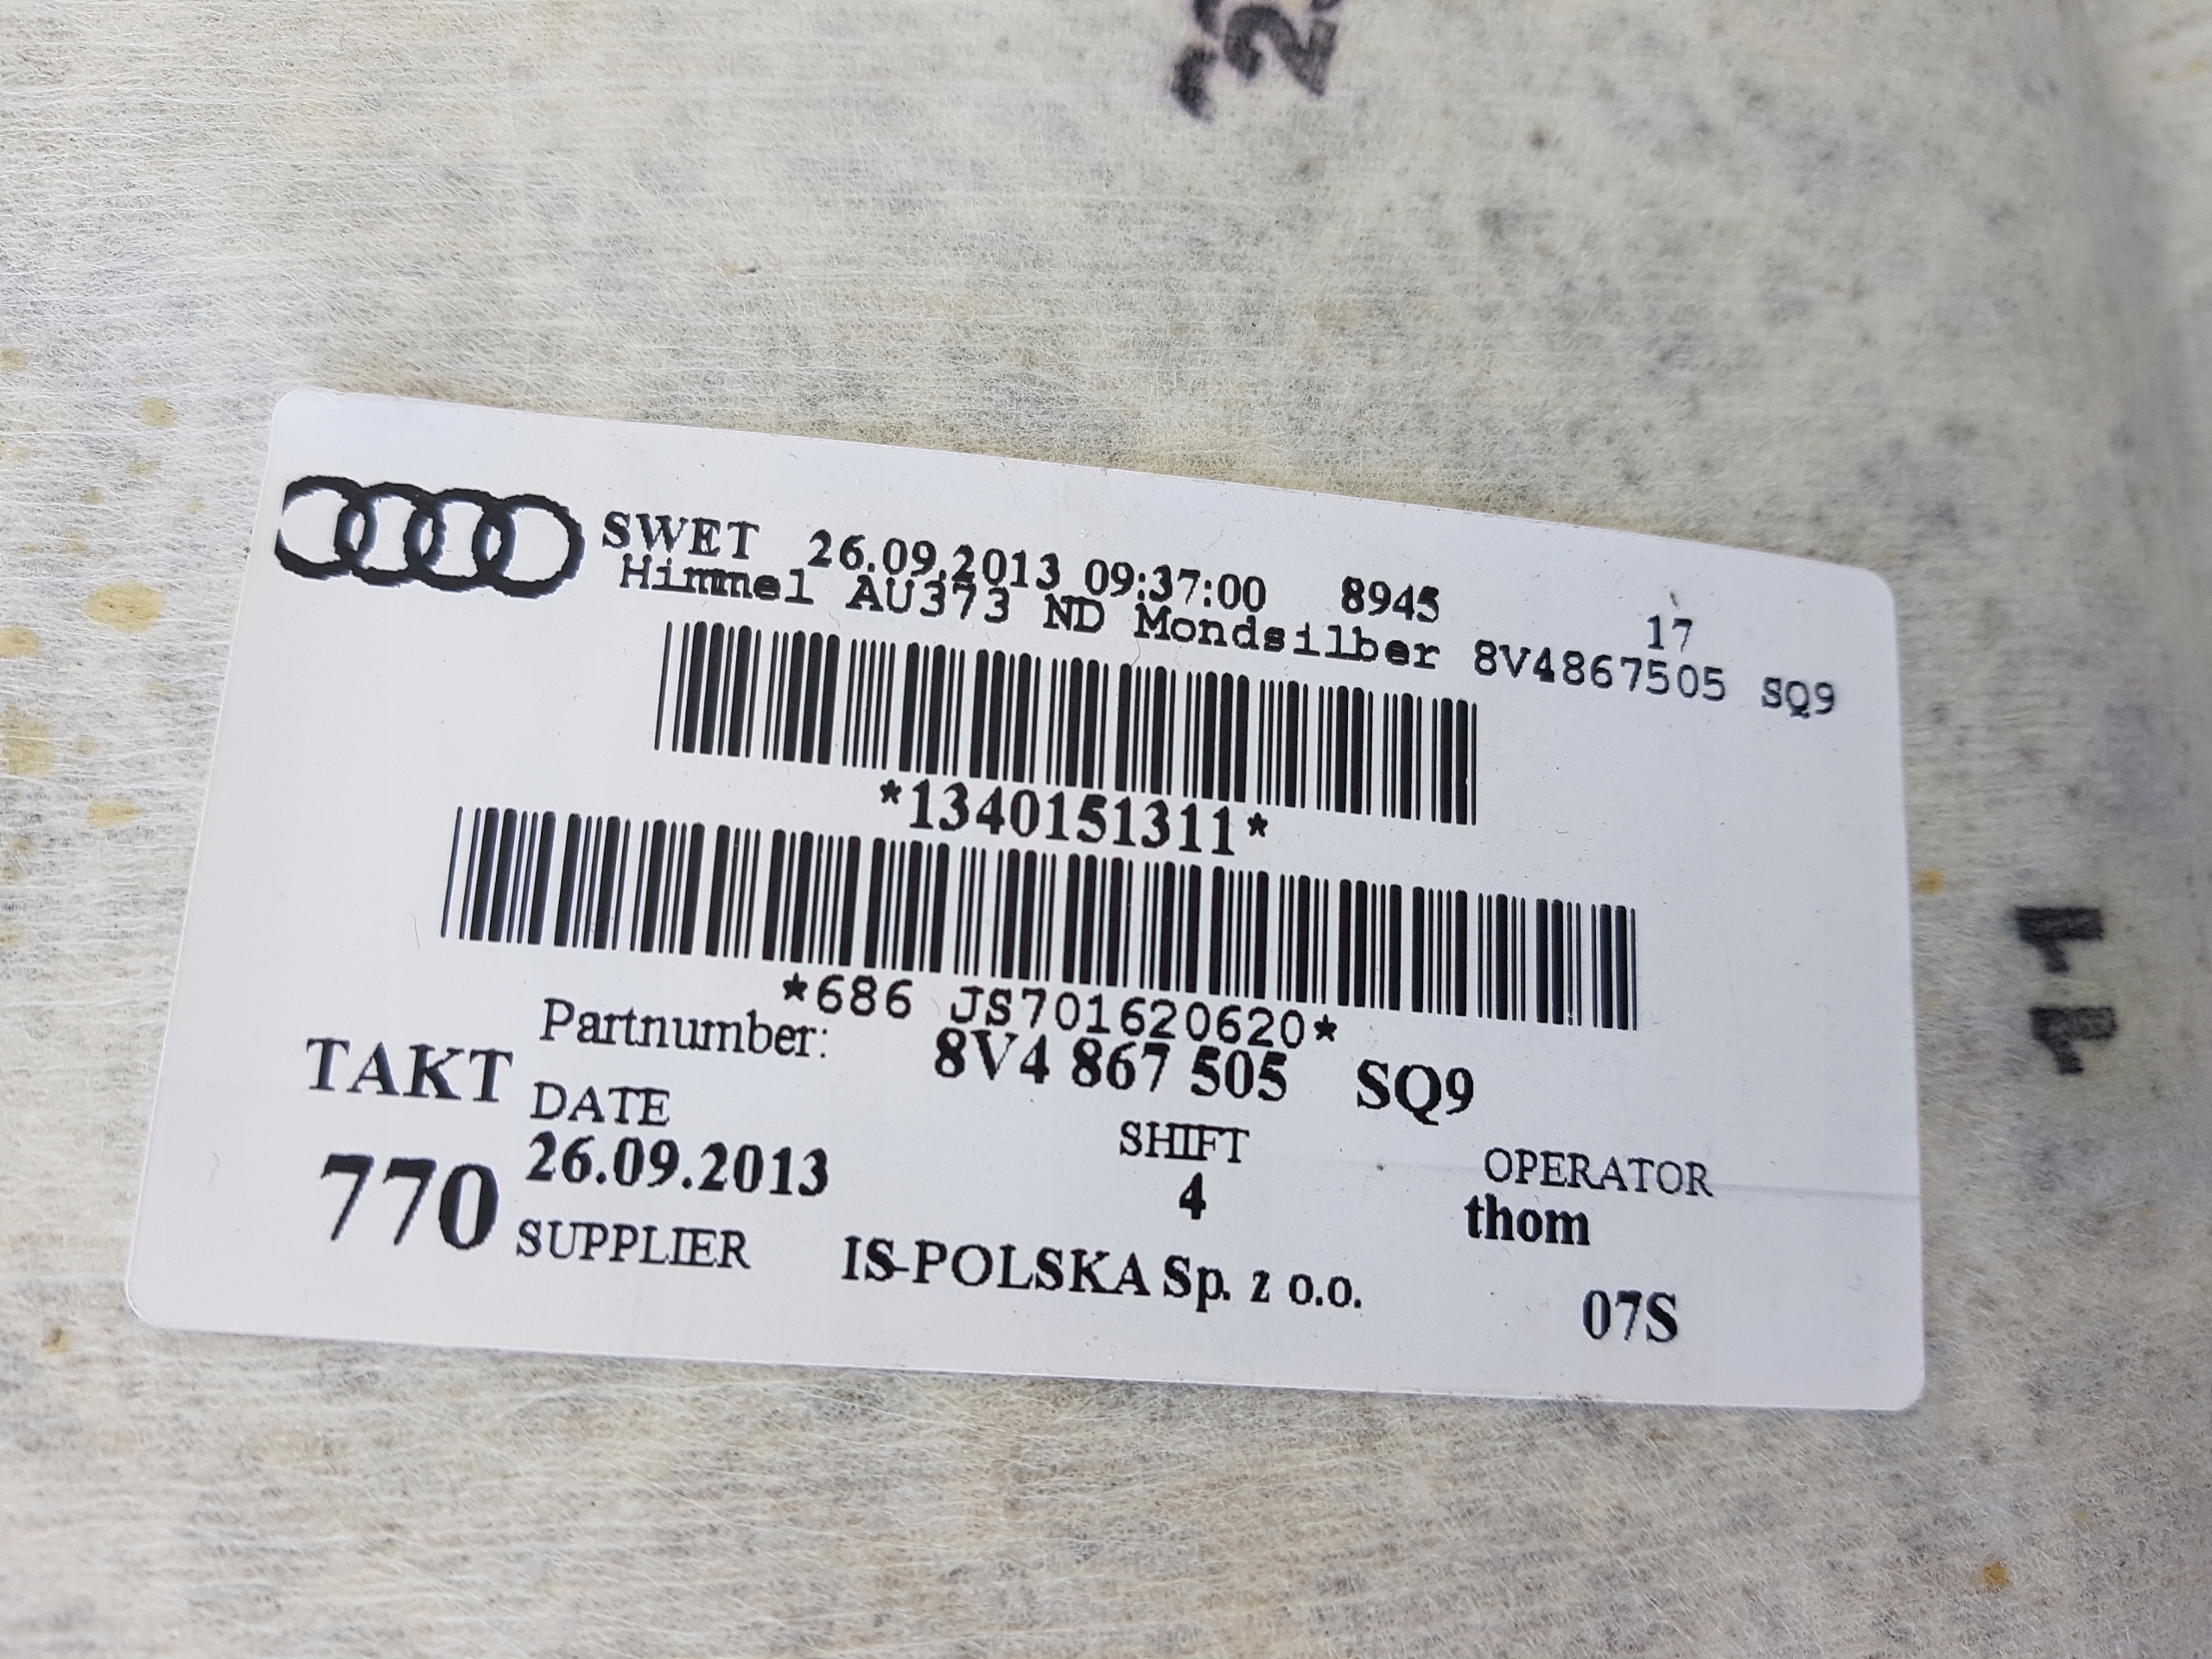 SWET 26.09.2013 09:37:00 8945 17
Himmel AU373 ND Mondsilber 8V4867505 SQ9
*1340151311*
*686 JS701620620*
Partnumber: 8V4 867 505 SQ9
TAKT DATE SHIFT OPERATOR
770 26.09.2013 4 thom
SUPPLIER IS-POLSKA Sp. z o.o. 07S